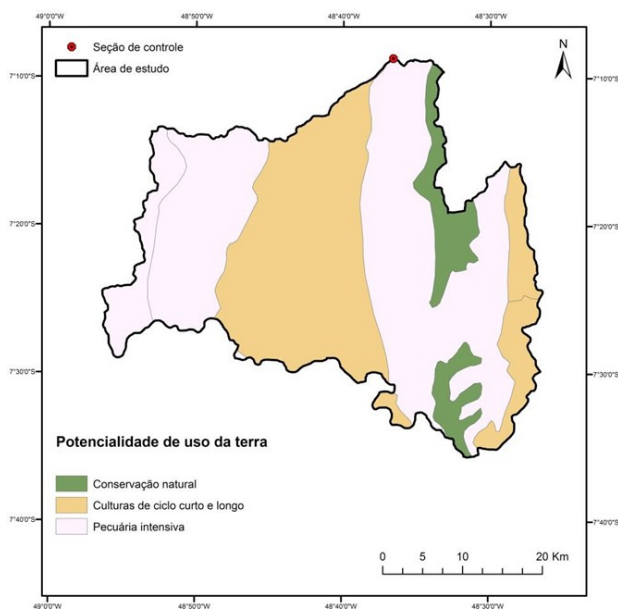 49°0'0"W 48°50'0"W 48°40'0"W 48°30'0"W
Seção de controle
Área de estudo
N
7°10'0"S 7°10'0"S
7°20'0"S 7°20'0"S
7°30'0"S 7°30'0"S
Potencialidade de uso da terra
Conservação natural
Culturas de ciclo curto e longo
Pecuária intensiva
7°40'0"S 7°40'0"S
0 5 10 20 Km
49°0'0"W 48°50'0"W 48°40'0"W 48°30'0"W